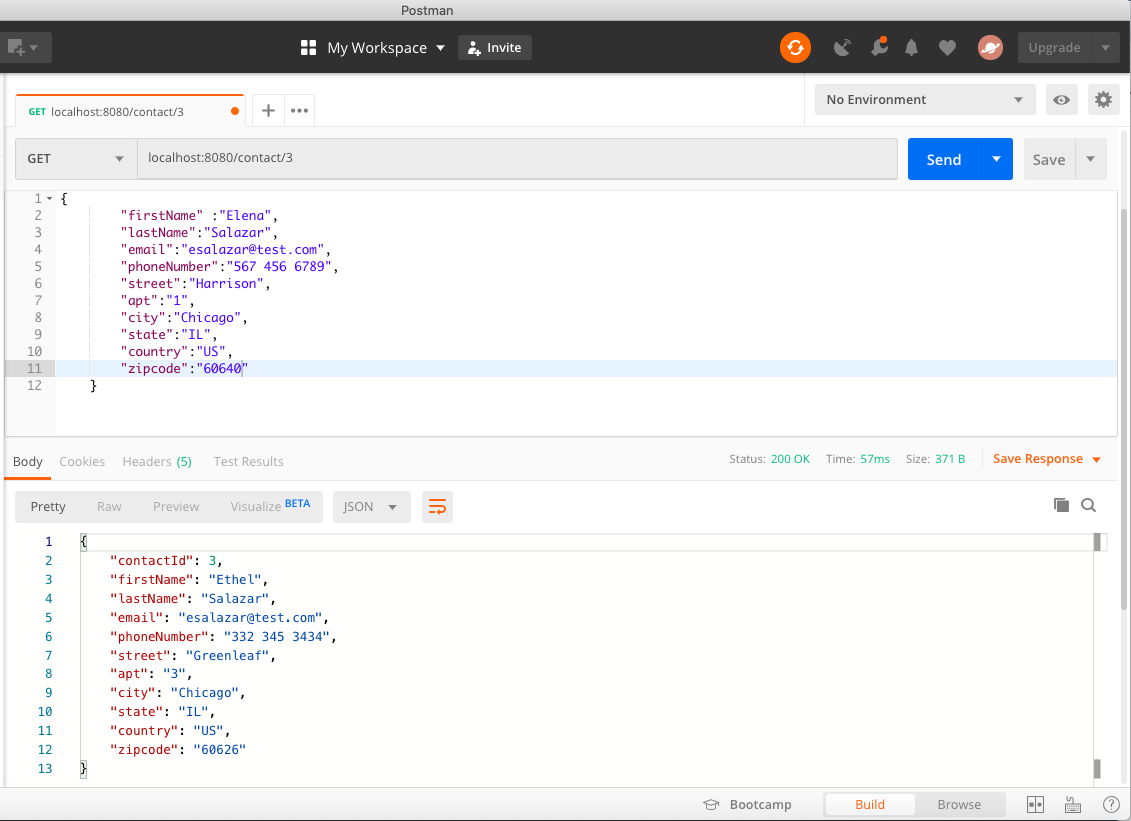 Postman
My Workspace Invite Upgrade
GET localhost:8080/contact/3 + ••• No Environment
GET localhost:8080/contact/3 Send Save
1 {
2 "firstName" :"Elena",
3 "lastName":"Salazar",
4 "email":"esalazar@test.com",
5 "phoneNumber":"567 456 6789",
6 "street":"Harrison",
7 "apt":"1",
8 "city":"Chicago",
9 "state":"IL",
10 "country":"US",
11 "zipcode":"60640"
12 }
Body Cookies Headers (5) Test Results Status: 200 OK Time: 57ms Size: 371 B Save Response
Pretty Raw Preview Visualize BETA JSON
1 {
2 "contactId": 3,
3 "firstName": "Ethel",
4 "lastName": "Salazar",
5 "email": "esalazar@test.com",
6 "phoneNumber": "332 345 3434",
7 "street": "Greenleaf",
8 "apt": "3",
9 "city": "Chicago",
10 "state": "IL",
11 "country": "US",
12 "zipcode": "60626"
13 }
Bootcamp Build Browse ?